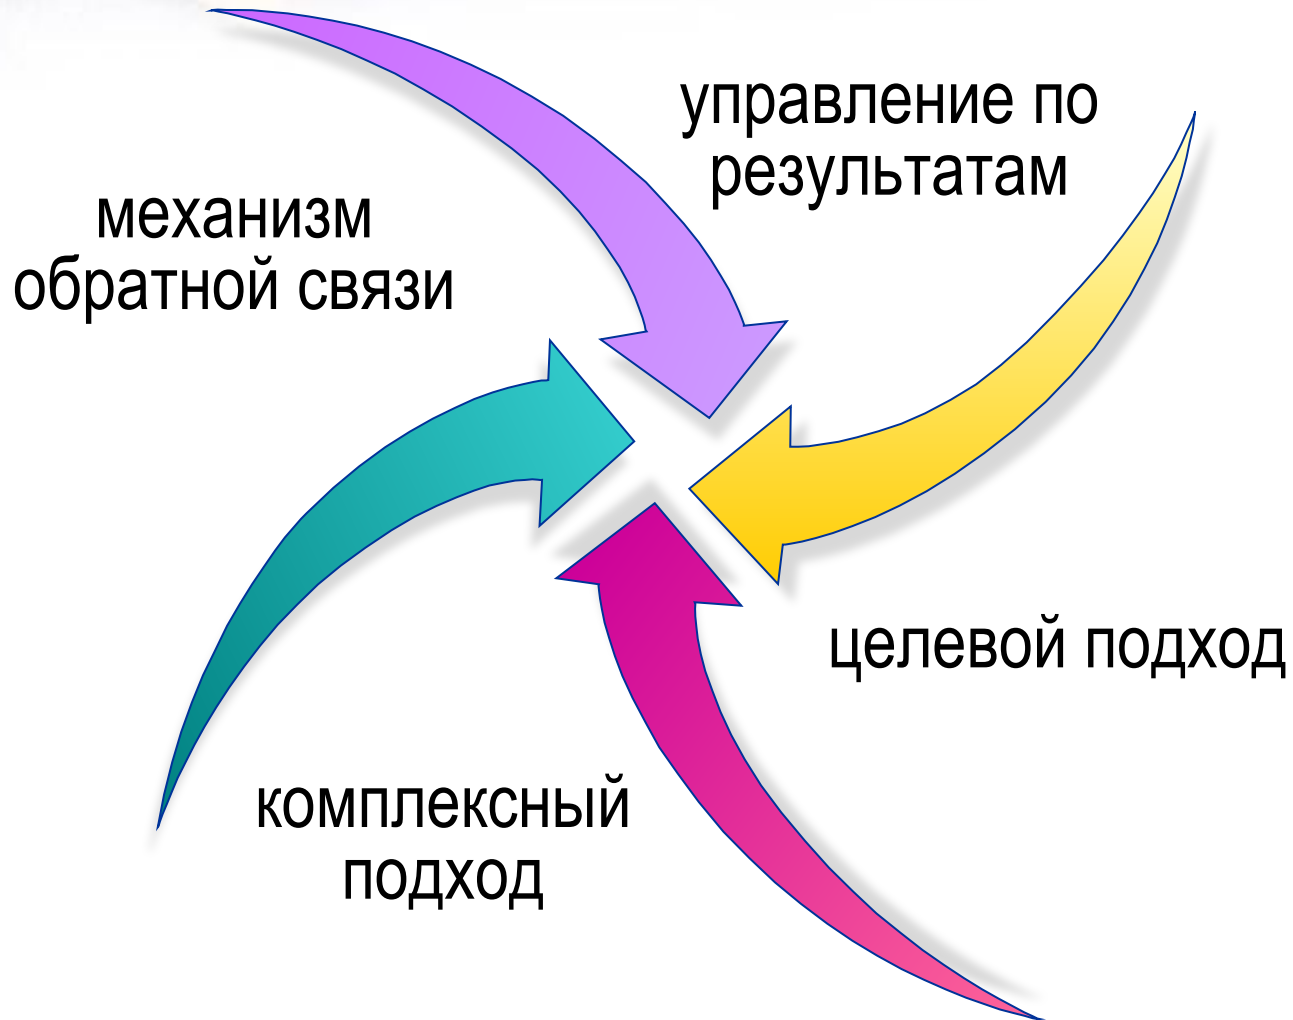 управление по
результатам
механизм
обратной связи
целевой подход
комплексный
подход